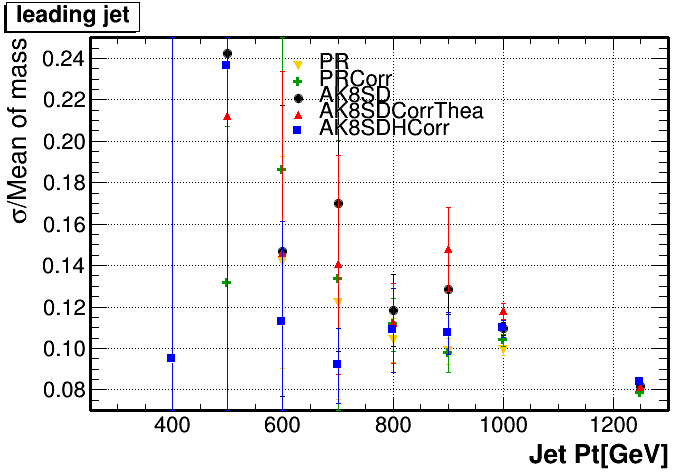 leading jet
σ/Mean of mass
0.24
0.22
0.20
0.18
0.16
0.14
0.12
0.10
0.08
PR
PRCorr
AK8SD
AK8SDCorrThea
AK8SDHCorr
400 600 800 1000 1200
Jet Pt[GeV]